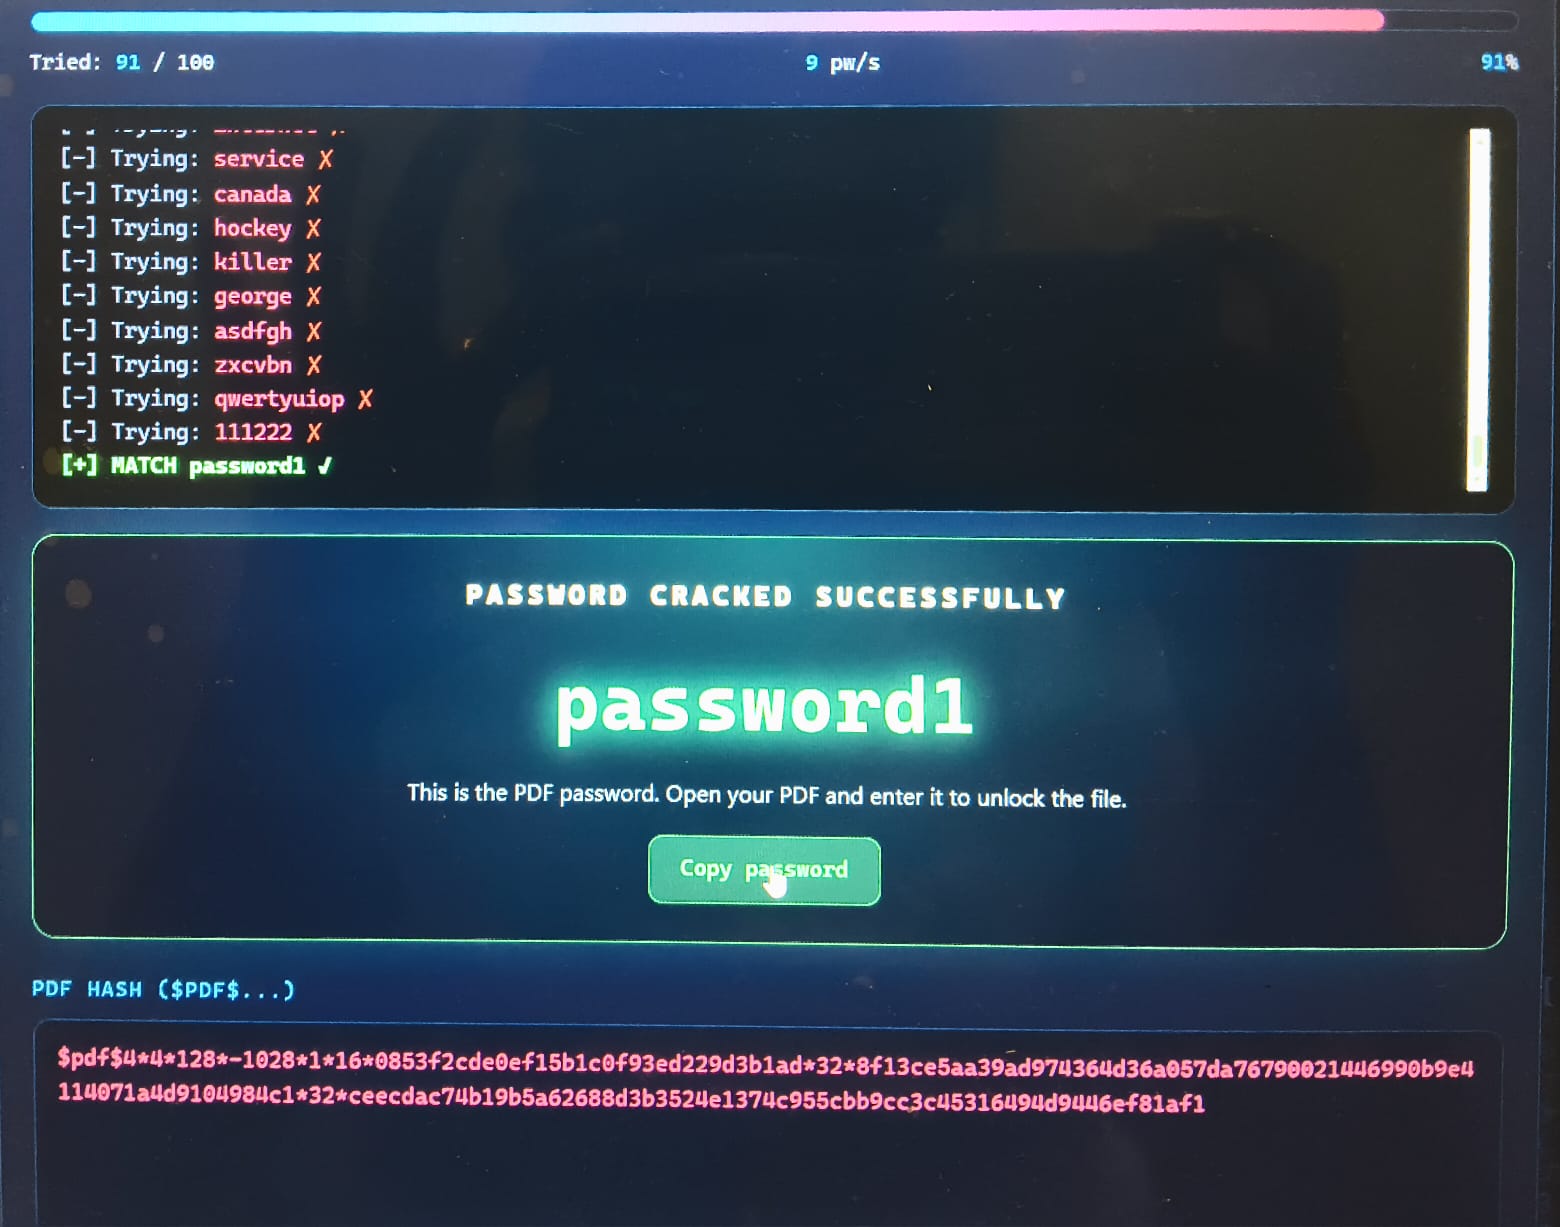 Tried: 91 / 100
9 pw/s
91%
[-] Trying: service X
[-] Trying: canada X
[-] Trying: hockey X
[-] Trying: killer X
[-] Trying: george X
[-] Trying: asdfgh X
[-] Trying: zxcvbn X
[-] Trying: qwertyuiop X
[-] Trying: 111222 X
[+] MATCH password1 ✓
PASSWORD CRACKED SUCCESSFULLY
password1
This is the PDF password. Open your PDF and enter it to unlock the file.
Copy password
PDF HASH ($PDF$...)
$pdf$4*4*128*-1028*1*16*0853f2cde0ef15b1c0f93ed229d3b1ad*32*8f13ce5aa39ad974364d36a057da76790021446990b9e4
114071a4d9104984c1*32*ceecdac74b19b5a62688d3b3524e1374c955cbb9cc3c45316494d9446ef81af1